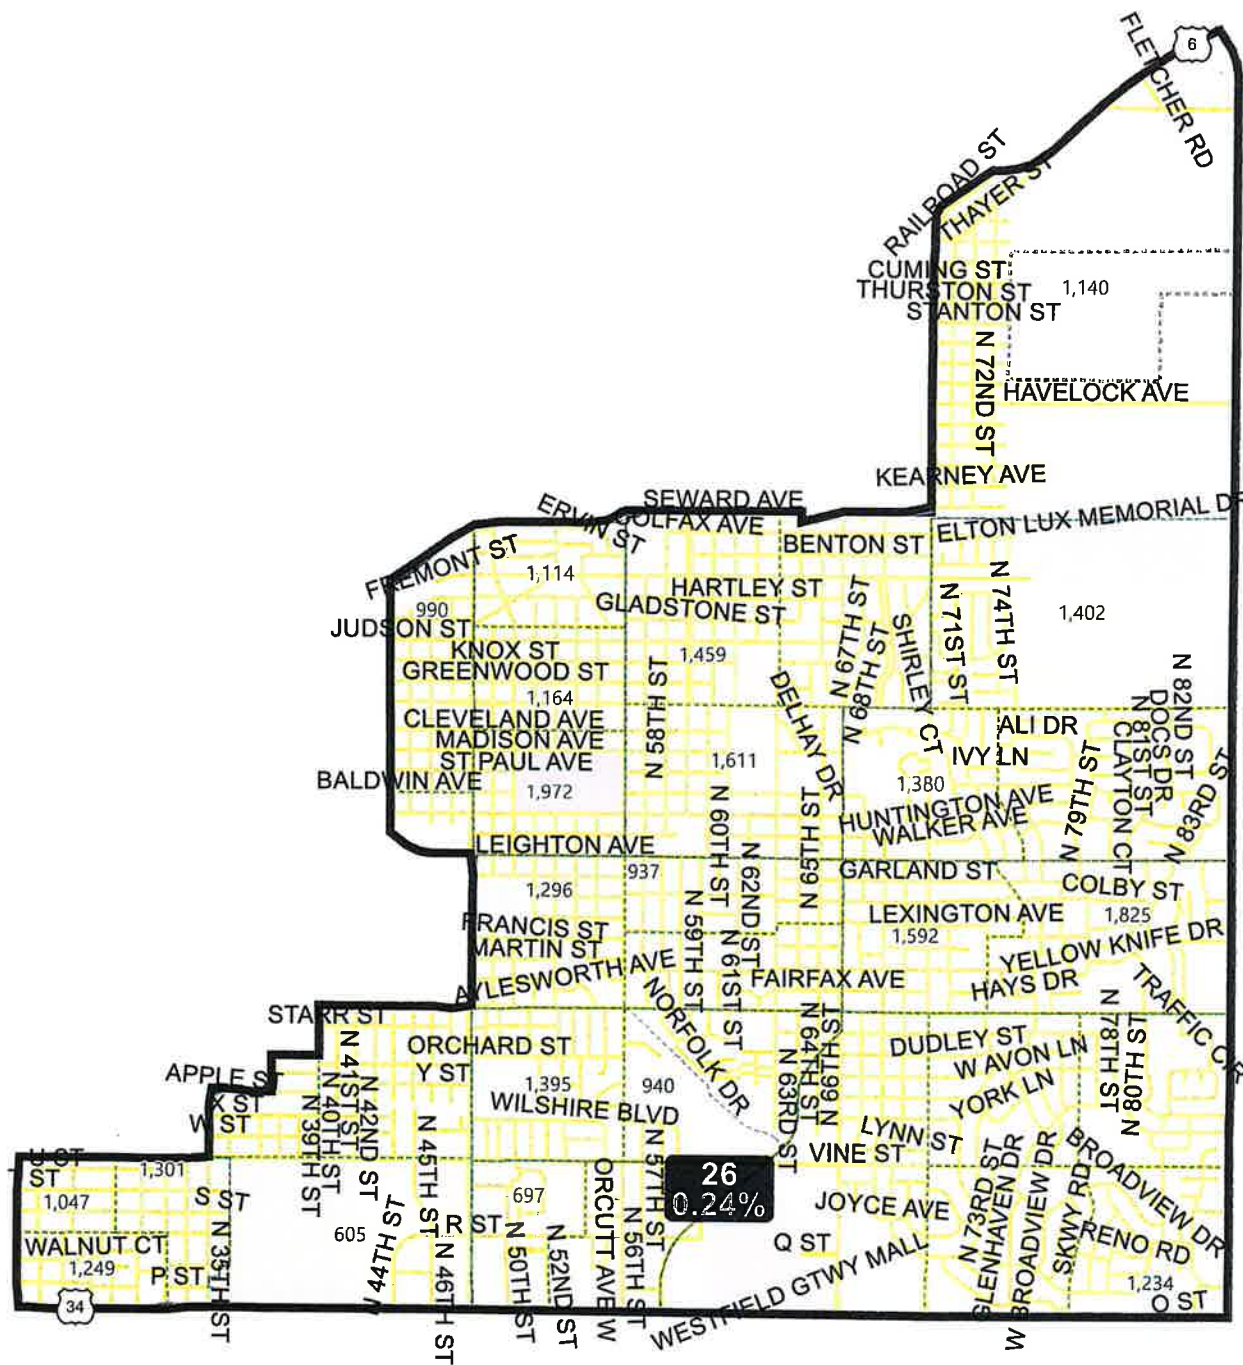 FLETCHER RD
6
RAILROAD ST
THAYER ST
CUMING ST
THURSTON ST
STANTON ST
1,140
N 72ND ST
HAVELOCK AVE
KEARNEY AVE
SEWARD AVE
ERVIN ST
COLFAX AVE
ELTON LUX MEMORIAL DR
BENTON ST
FREMONT ST
1,114
HARTLEY ST
GLADSTONE ST
N 67TH ST
N 68TH ST
SHIRLEY CT
N 71ST ST
N 74TH ST
1,402
990
JUDSON ST
KNOX ST
GREENWOOD ST
1,459
1,164
N 58TH ST
DELHAY DR
CLEVELAND AVE
MADISON AVE
ST PAUL AVE
BALDWIN AVE
1,972
1,611
ALI DR
IVY LN
1,380
N 79TH ST
CLAYTON CT
N 81ST ST
DOCS DR
N 82ND ST
N 83RD ST
HUNTINGTON AVE
WALKER AVE
N 60TH ST
N 65TH ST
LEIGHTON AVE
937
N 62ND ST
GARLAND ST
COLBY ST
1,296
N 59TH ST
LEXINGTON AVE
1,825
1,592
FRANCIS ST
MARTIN ST
N 61ST ST
YELLOW KNIFE DR
AYLESWORTH AVE
FAIRFAX AVE
HAYS DR
TRAFFIC CIR
STARR ST
NORFOLK DR
N 64TH ST
N 66TH ST
N 78TH ST
N 80TH ST
DUDLEY ST
W AVON LN
YORK LN
ORCHARD ST
Y ST
1,395
940
N 63RD ST
N 41ST ST
N 40TH ST
N 42ND ST
N 39TH ST
APPLE ST
X ST
W ST
WILSHIRE BLVD
N 45TH ST
N 57TH ST
LYNN ST
VINE ST
N 73RD ST
GLENHAVEN DR
W BROADVIEW DR
SKWY RD
BROADVIEW DR
U ST
ST
1,301
1,047
S ST
26
0.24%
697
ORCUTT AVE
W
JOYCE AVE
R ST
605
N 44TH ST
N 46TH ST
N 50TH ST
N 52ND ST
N 56TH ST
Q ST
RENO RD
WALNUT CT
1,249
P ST
N 35TH ST
WESTFIELD GTWY MALL
1,234
O ST
34